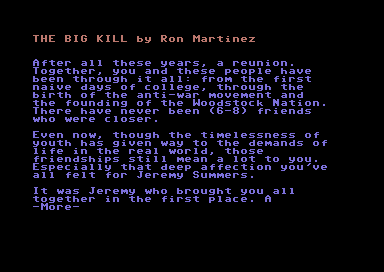 THE BIG KILL by Ron Martinez
After all these years, a reunion.
Together, you and these people have
been through it all: from the first
naive days of college, through the
birth of the anti-war movement and
the founding of the Woodstock Nation.
There have never been (6-8) friends
who were closer.
Even now, though the timelessness of
youth has given way to the demands of
life in the real world, those
friendships still mean a lot to you.
Especially that deep affection you've
all felt for Jeremy Summers.
It was Jeremy who brought you all
together in the first place. A
-More-